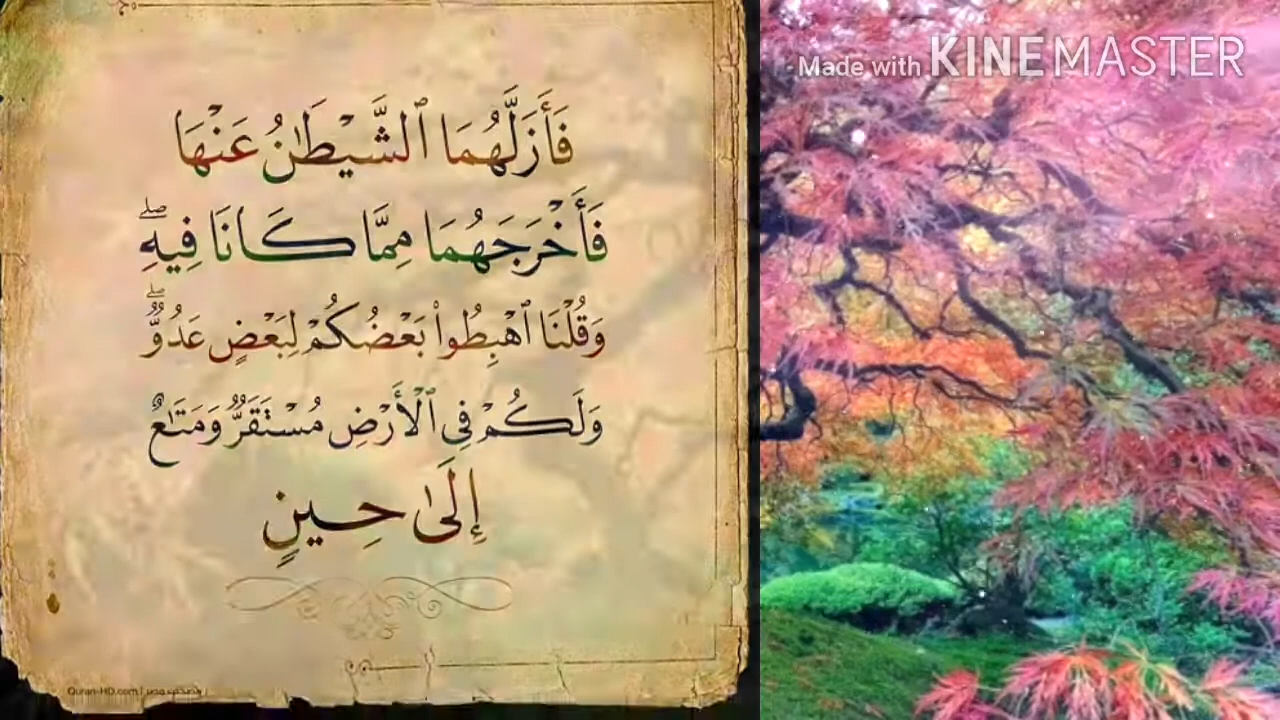 فَأَزَلَّهُمَا ٱلشَّيْطَٰنُ عَنْهَا
فَأَخْرَجَهُمَا مِمَّا كَانَا فِيهِ ۖ
وَقُلْنَا ٱهْبِطُوا۟ بَعْضُكُمْ لِبَعْضٍ عَدُوٌّ ۖ
وَلَكُمْ فِى ٱلْأَرْضِ مُسْتَقَرٌّ وَمَتَٰعٌ
إِلَىٰ حِينٍ
Quran-HD.com |
Made with KINEMASTER